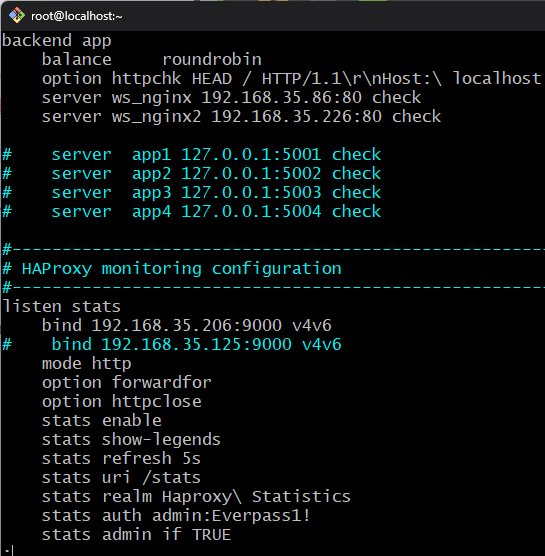 root@localhost:~
backend app
    balance     roundrobin
    option httpchk HEAD / HTTP/1.1\r\nHost:\ localhost
    server ws_nginx 192.168.35.86:80 check
    server ws_nginx2 192.168.35.226:80 check
#    server  app1 127.0.0.1:5001 check
#    server  app2 127.0.0.1:5002 check
#    server  app3 127.0.0.1:5003 check
#    server  app4 127.0.0.1:5004 check
#-----------------------------------------------------
# HAProxy monitoring configuration
#-----------------------------------------------------
listen stats
    bind 192.168.35.206:9000 v4v6
#    bind 192.168.35.125:9000 v4v6
    mode http
    option forwardfor
    option httpclose
    stats enable
    stats show-legends
    stats refresh 5s
    stats uri /stats
    stats realm Haproxy\ Statistics
    stats auth admin:Everpass1!
    stats admin if TRUE